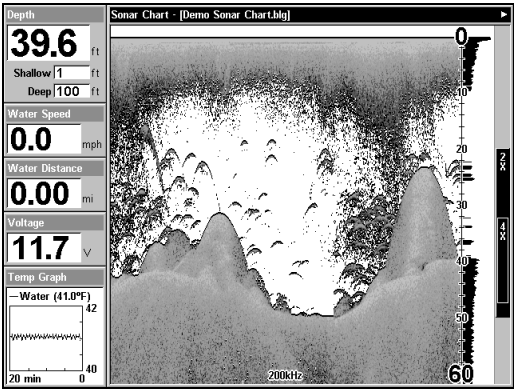 Depth
39.6 ft
Shallow 1 ft
Deep 100 ft
Water Speed
0.0 mph
Water Distance
0.00 mi
Voltage
11.7 V
Temp Graph
Water (41.0°F)
42
40
20 min 0
Sonar Chart - [Demo Sonar Chart.blg]
0
10
20
30
40
50
60
200kHz
2X
4X